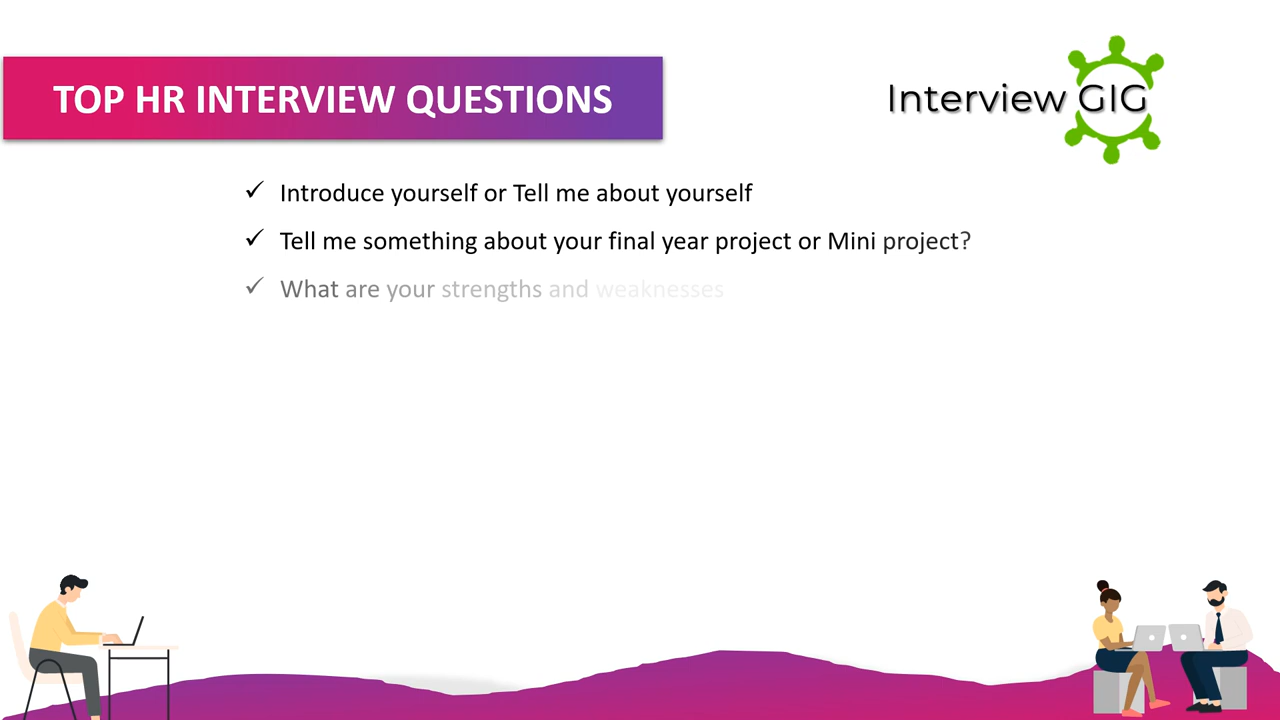 TOP HR INTERVIEW QUESTIONS
Interview GIG
✓ Introduce yourself or Tell me about yourself
✓ Tell me something about your final year project or Mini project?
✓ What are your strengths and weaknesses